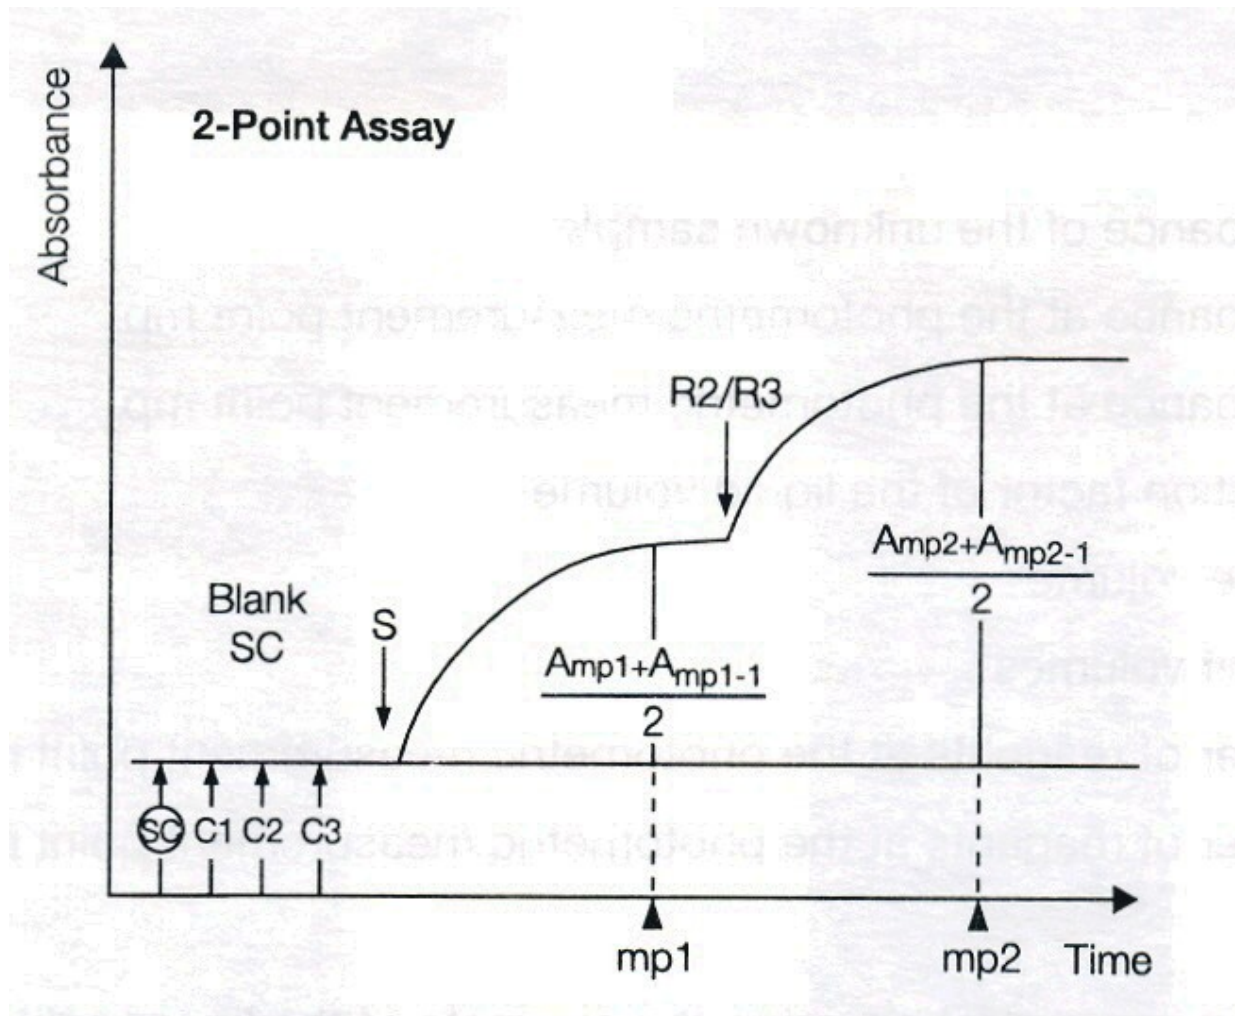 Absorbance
2-Point Assay
R2/R3
Amp2+Amp2-1
2
Blank
SC
S
Amp1+Amp1-1
2
SC C1 C2 C3
mp1 mp2 Time